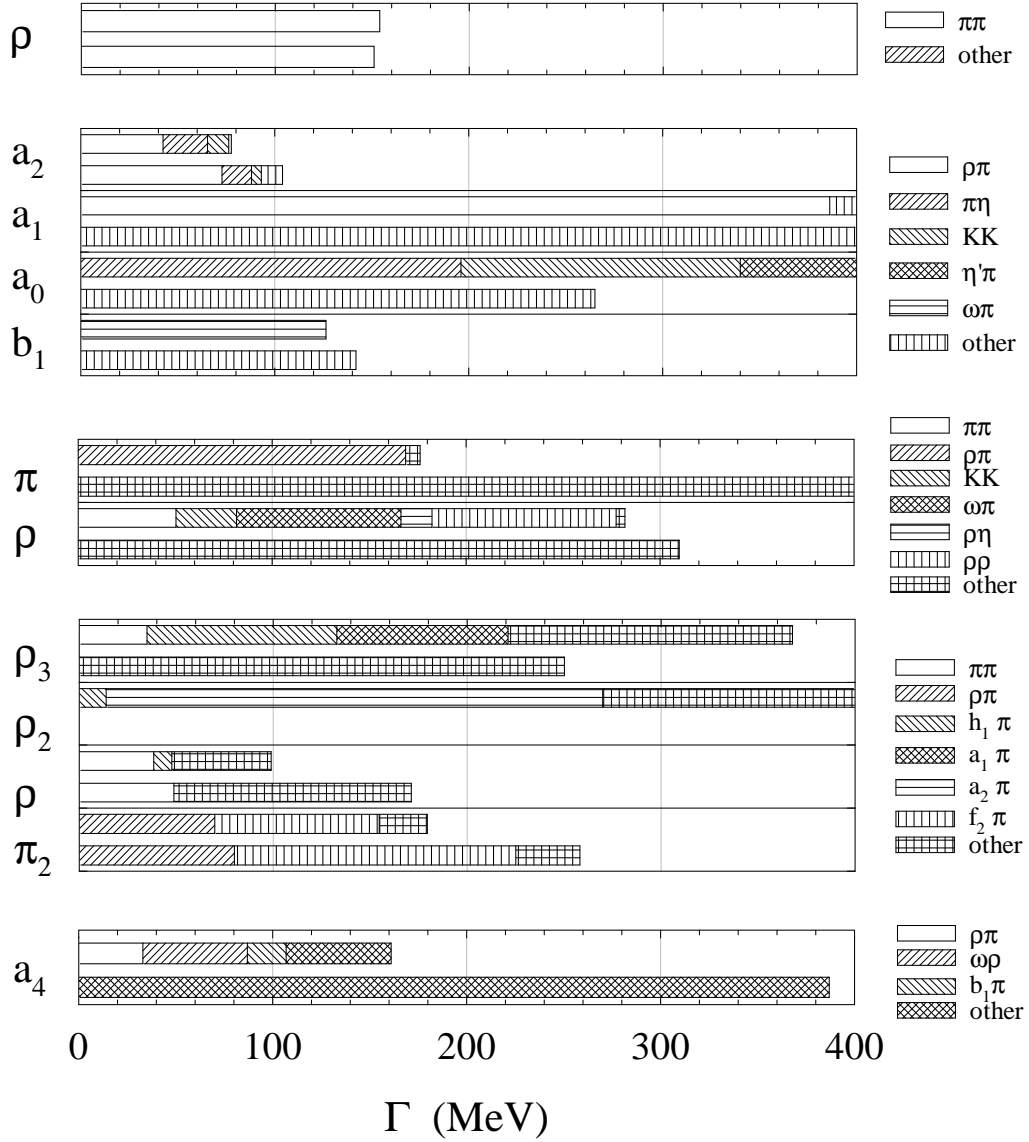 ρ
ππ
other
a₂
a₁
a₀
b₁
ρπ
πη
KK
η'π
ωπ
other
π
ρ
ππ
ρπ
KK
ωπ
ρη
ρρ
other
ρ₃
ρ₂
ρ
π₂
ππ
ρπ
h₁ π
a₁ π
a₂ π
f₂ π
other
a₄
ρπ
ωρ
b₁π
other
0 100 200 300 400
Γ (MeV)